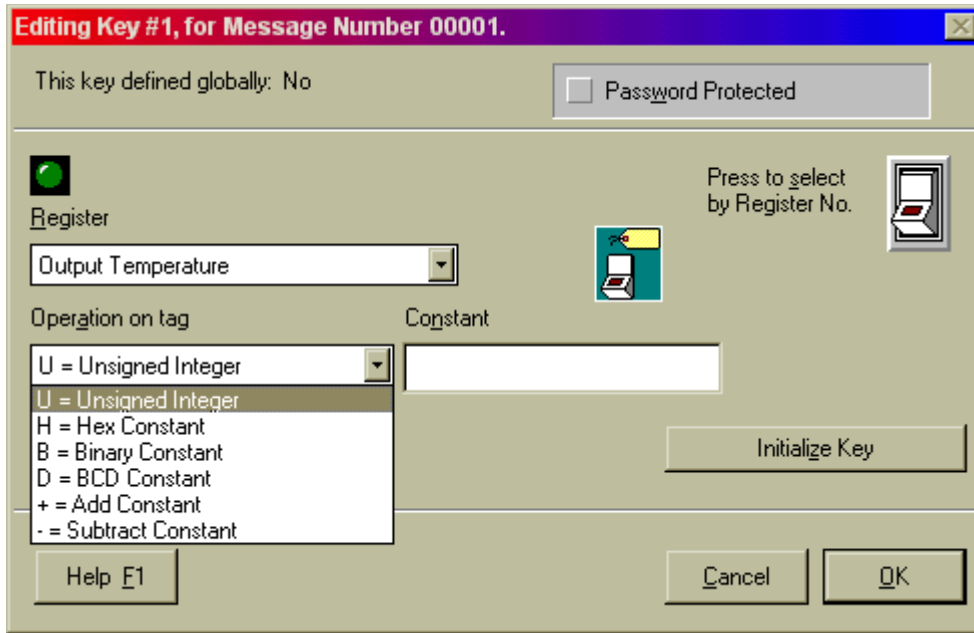 Editing Key #1, for Message Number 00001.
This key defined globally: No
Password Protected
Press to select
by Register No.
Register
Output Temperature
Operation on tag
Constant
U = Unsigned Integer
U = Unsigned Integer
H = Hex Constant
B = Binary Constant
D = BCD Constant
+ = Add Constant
- = Subtract Constant
Initialize Key
Help F1
Cancel
OK